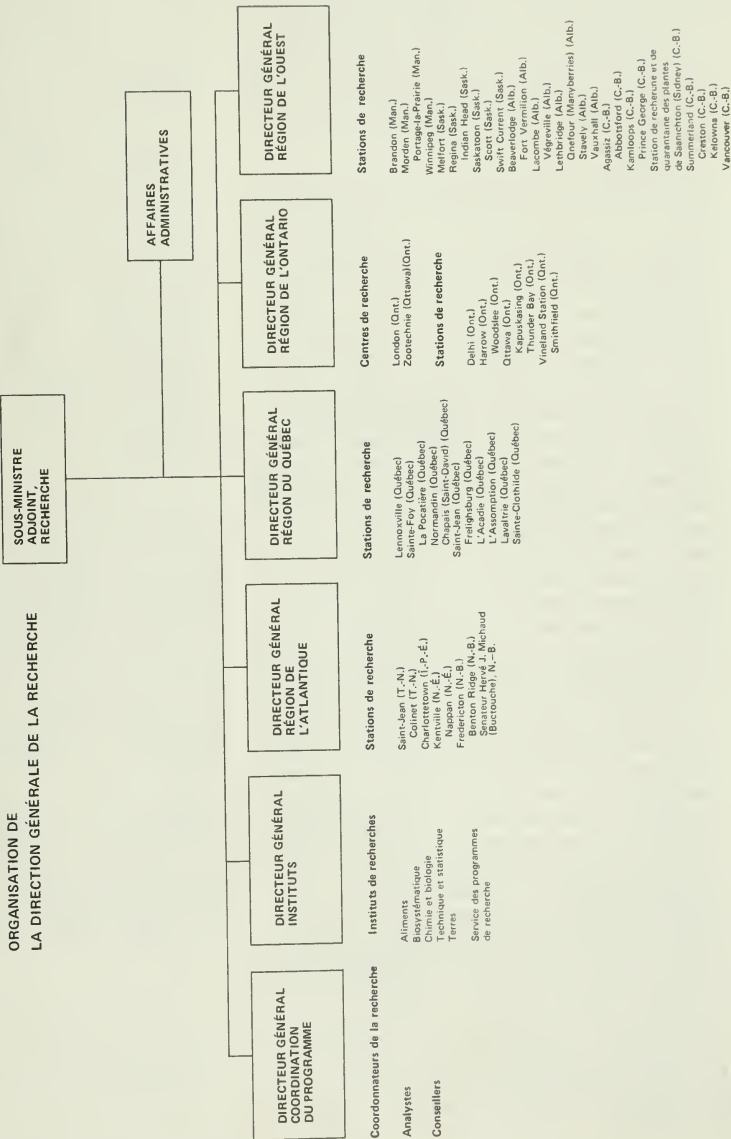 ORGANISATION DE
LA DIRECTION GÉNÉRALE DE LA RECHERCHE
SOUS-MINISTRE
ADJOINT,
RECHERCHE
AFFAIRES
ADMINISTRATIVES
DIRECTEUR GÉNÉRAL
COORDINATION
DU PROGRAMME
Coordonnateurs de la recherche
Analystes
Conseillers
DIRECTEUR GÉNÉRAL
INSTITUTS
Instituts de recherches
Aliments
Biosystématique
Chimie et biologie
Technique et statistique
Terres
Service des programmes
de recherche
DIRECTEUR GÉNÉRAL
RÉGION DE
L'ATLANTIQUE
Stations de recherche
Saint-Jean (T.-N.)
Colinet (T.-N.)
Charlottetown (Î.-P.-É.)
Kentville (N.-É.)
Nappan (N.-É.)
Fredericton (N.-B.)
Benton Ridge (N.-B.)
Senateur Hervé J. Michaud
(Buctouche), N.-B.
DIRECTEUR GÉNÉRAL
RÉGION DU QUÉBEC
Stations de recherche
Lennoxville (Québec)
Sainte-Foy (Québec)
La Pocatière (Québec)
Normandin (Québec)
Chapais (Saint-David) (Québec)
Saint-Jean (Québec)
Frelighsburg (Québec)
L'Acadie (Québec)
L'Assomption (Québec)
Lavaltrie (Québec)
Sainte-Clothilde (Québec)
DIRECTEUR GÉNÉRAL
RÉGION DE L'ONTARIO
Centres de recherche
London (Ont.)
Zootechnie (Ottawa)(Ont.)
Stations de recherche
Delhi (Ont.)
Harrow (Ont.)
Woodslee (Ont.)
Ottawa (Ont.)
Kapuskasing (Ont.)
Thunder Bay (Ont.)
Vineland Station (Ont.)
Smithfield (Ont.)
DIRECTEUR GÉNÉRAL
RÉGION DE L'OUEST
Stations de recherche
Brandon (Man.)
Morden (Man.)
Portage-la-Prairie (Man.)
Winnipeg (Man.)
Melfort (Sask.)
Regina (Sask.)
Indian Head (Sask.)
Saskatoon (Sask.)
Scott (Sask.)
Swift Current (Sask.)
Beaverlodge (Alb.)
Fort Vermilion (Alb.)
Lacombe (Alb.)
Végreville (Alb.)
Lethbridge (Alb.)
Onefour (Manyberries) (Alb.)
Stavely (Alb.)
Vauxhall (Alb.)
Agassiz (C.-B.)
Abbotsford (C.-B.)
Kamloops (C.-B.)
Prince George (C.-B.)
Station de recherune et de
quarantaine des plantes
de Saanichton (Sidney) (C.-B.)
Summerland (C.-B.)
Creston (C.-B.)
Kelowna (C.-B.)
Vancouver (C.-B.)